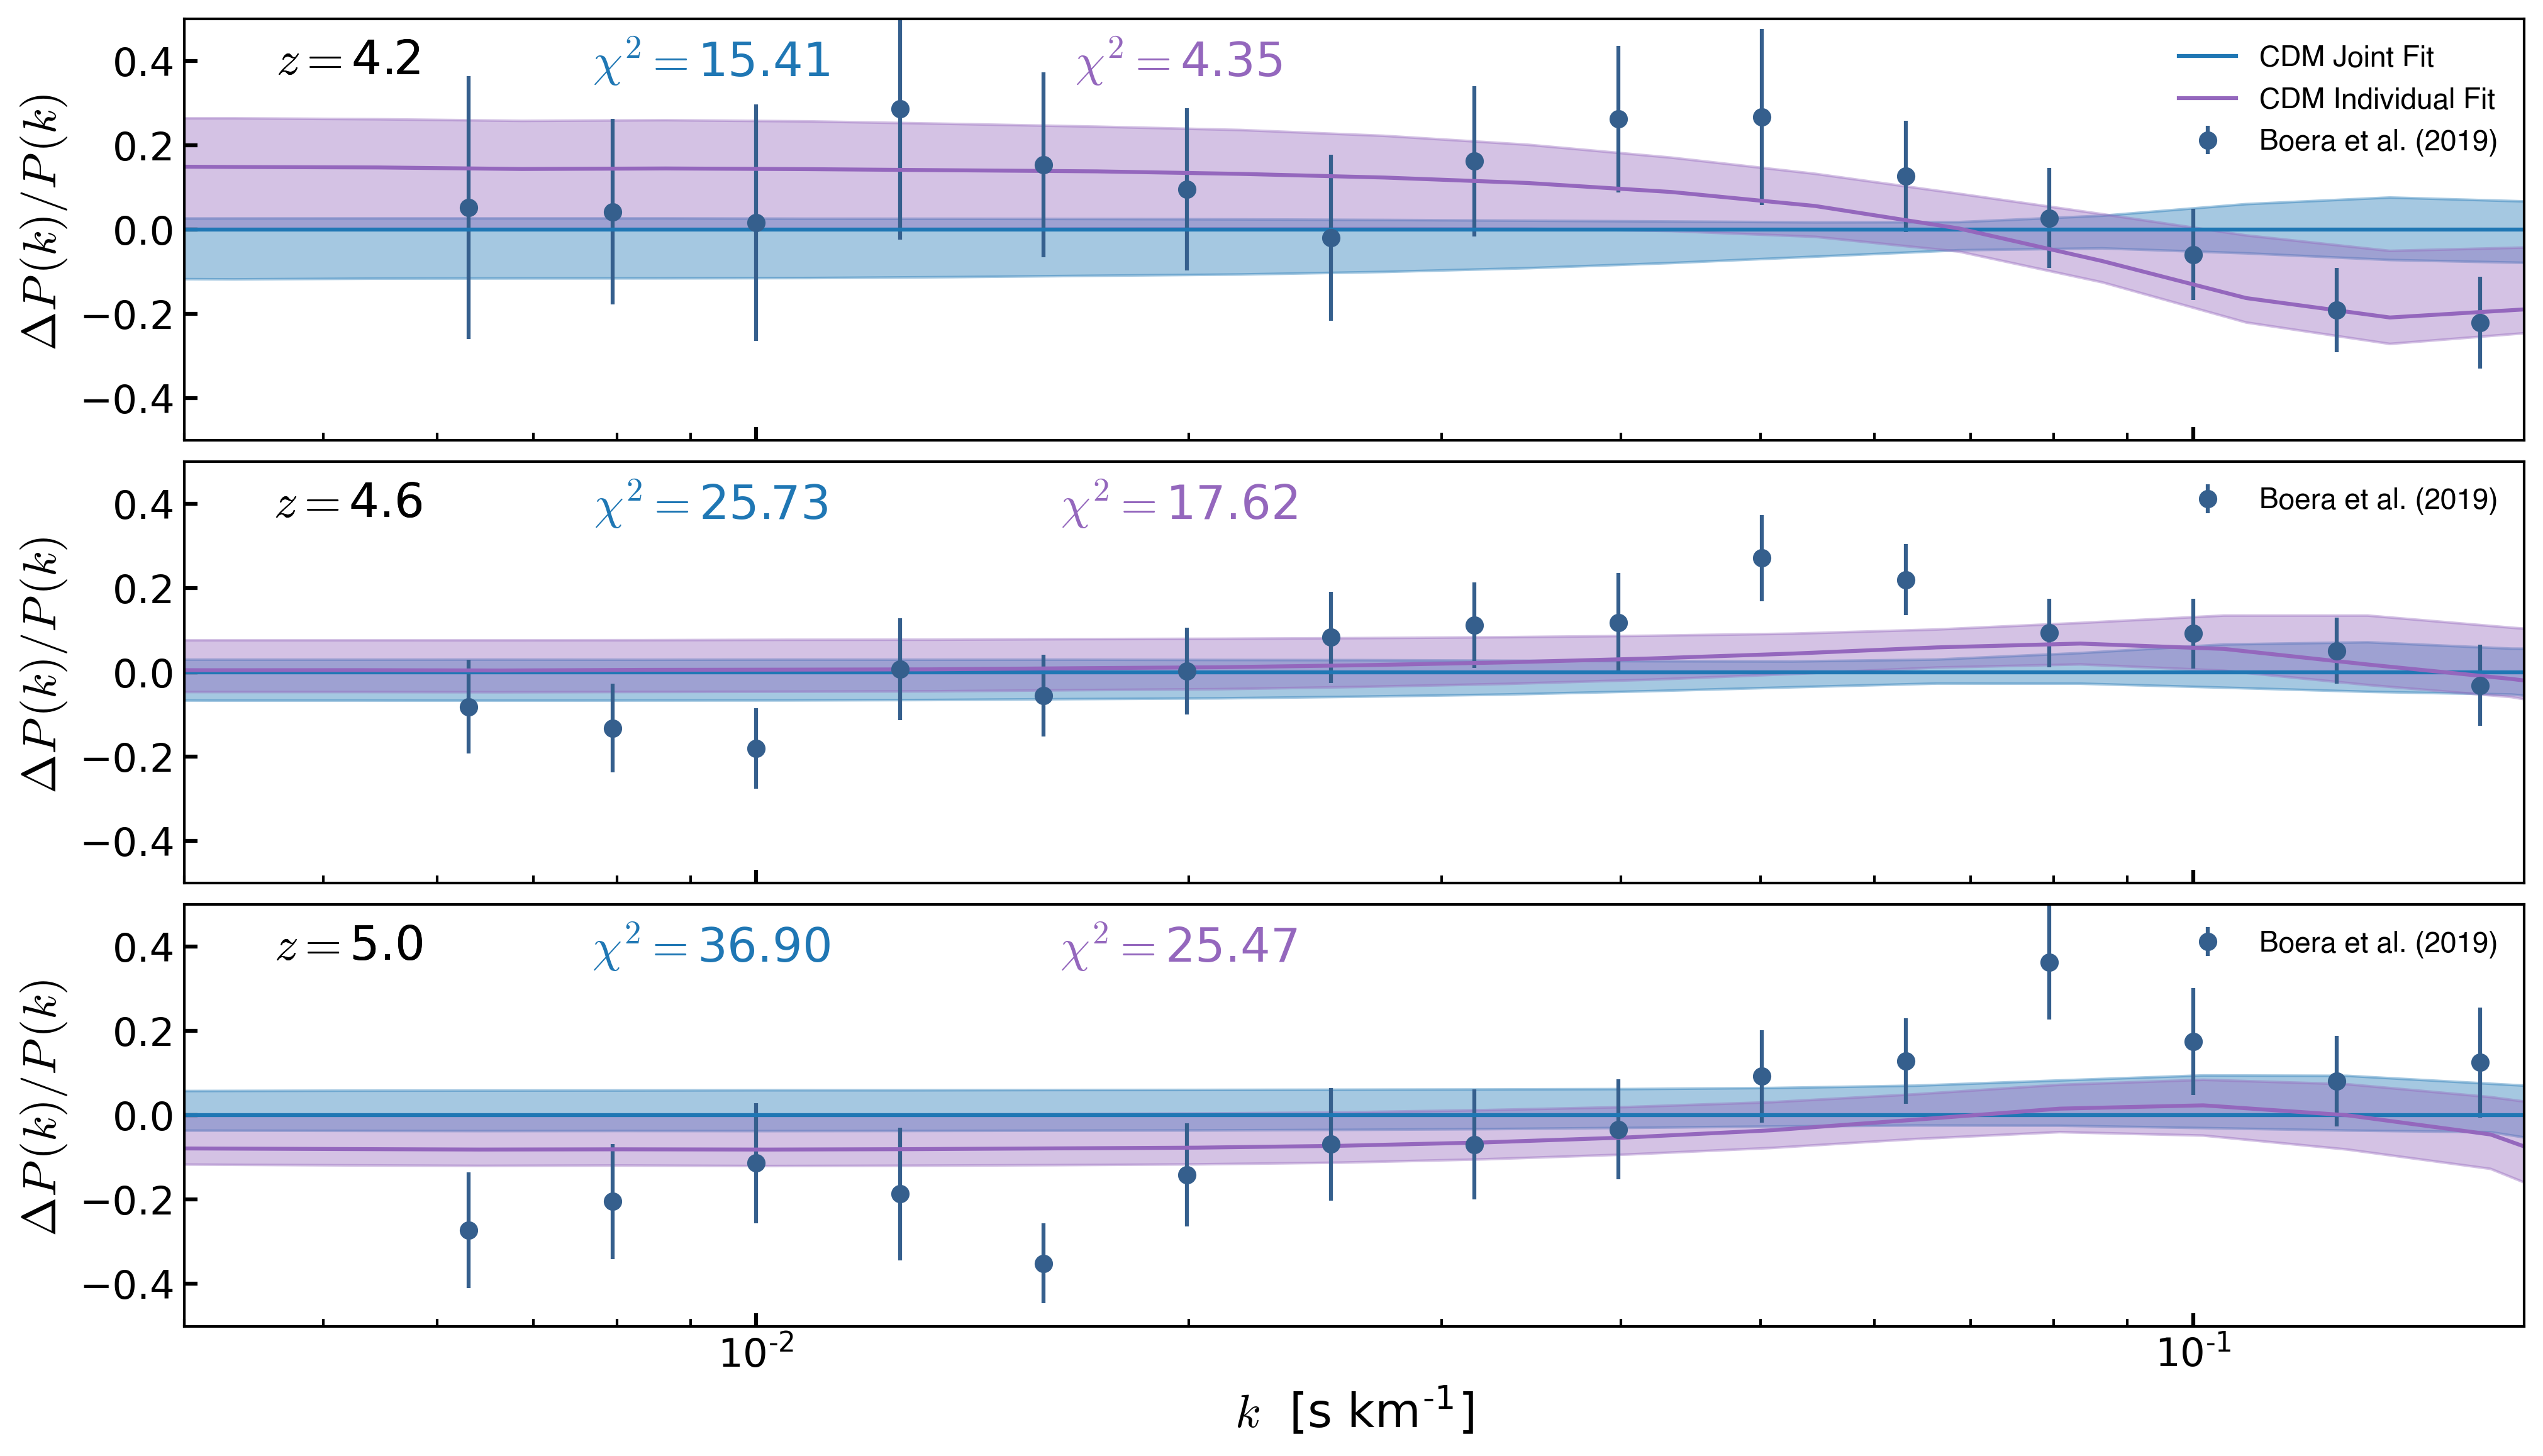 z = 4.2
χ² = 15.41
χ² = 4.35
CDM Joint Fit
CDM Individual Fit
Boera et al. (2019)
ΔP(k)/P(k)
0.4
0.2
0.0
−0.2
−0.4
z = 4.6
χ² = 25.73
χ² = 17.62
Boera et al. (2019)
ΔP(k)/P(k)
0.4
0.2
0.0
−0.2
−0.4
z = 5.0
χ² = 36.90
χ² = 25.47
Boera et al. (2019)
ΔP(k)/P(k)
0.4
0.2
0.0
−0.2
−0.4
10⁻² 10⁻¹
k [s km⁻¹]